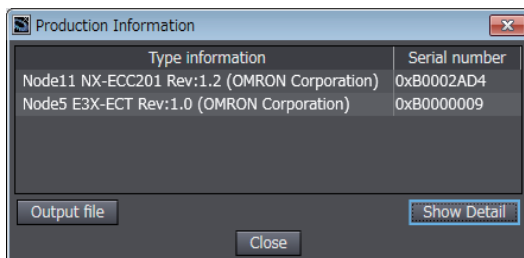 Production Information
Type information Serial number
Node11 NX-ECC201 Rev:1.2 (OMRON Corporation) 0xB0002AD4
Node5 E3X-ECT Rev:1.0 (OMRON Corporation) 0xB0000009
Output file Show Detail
Close